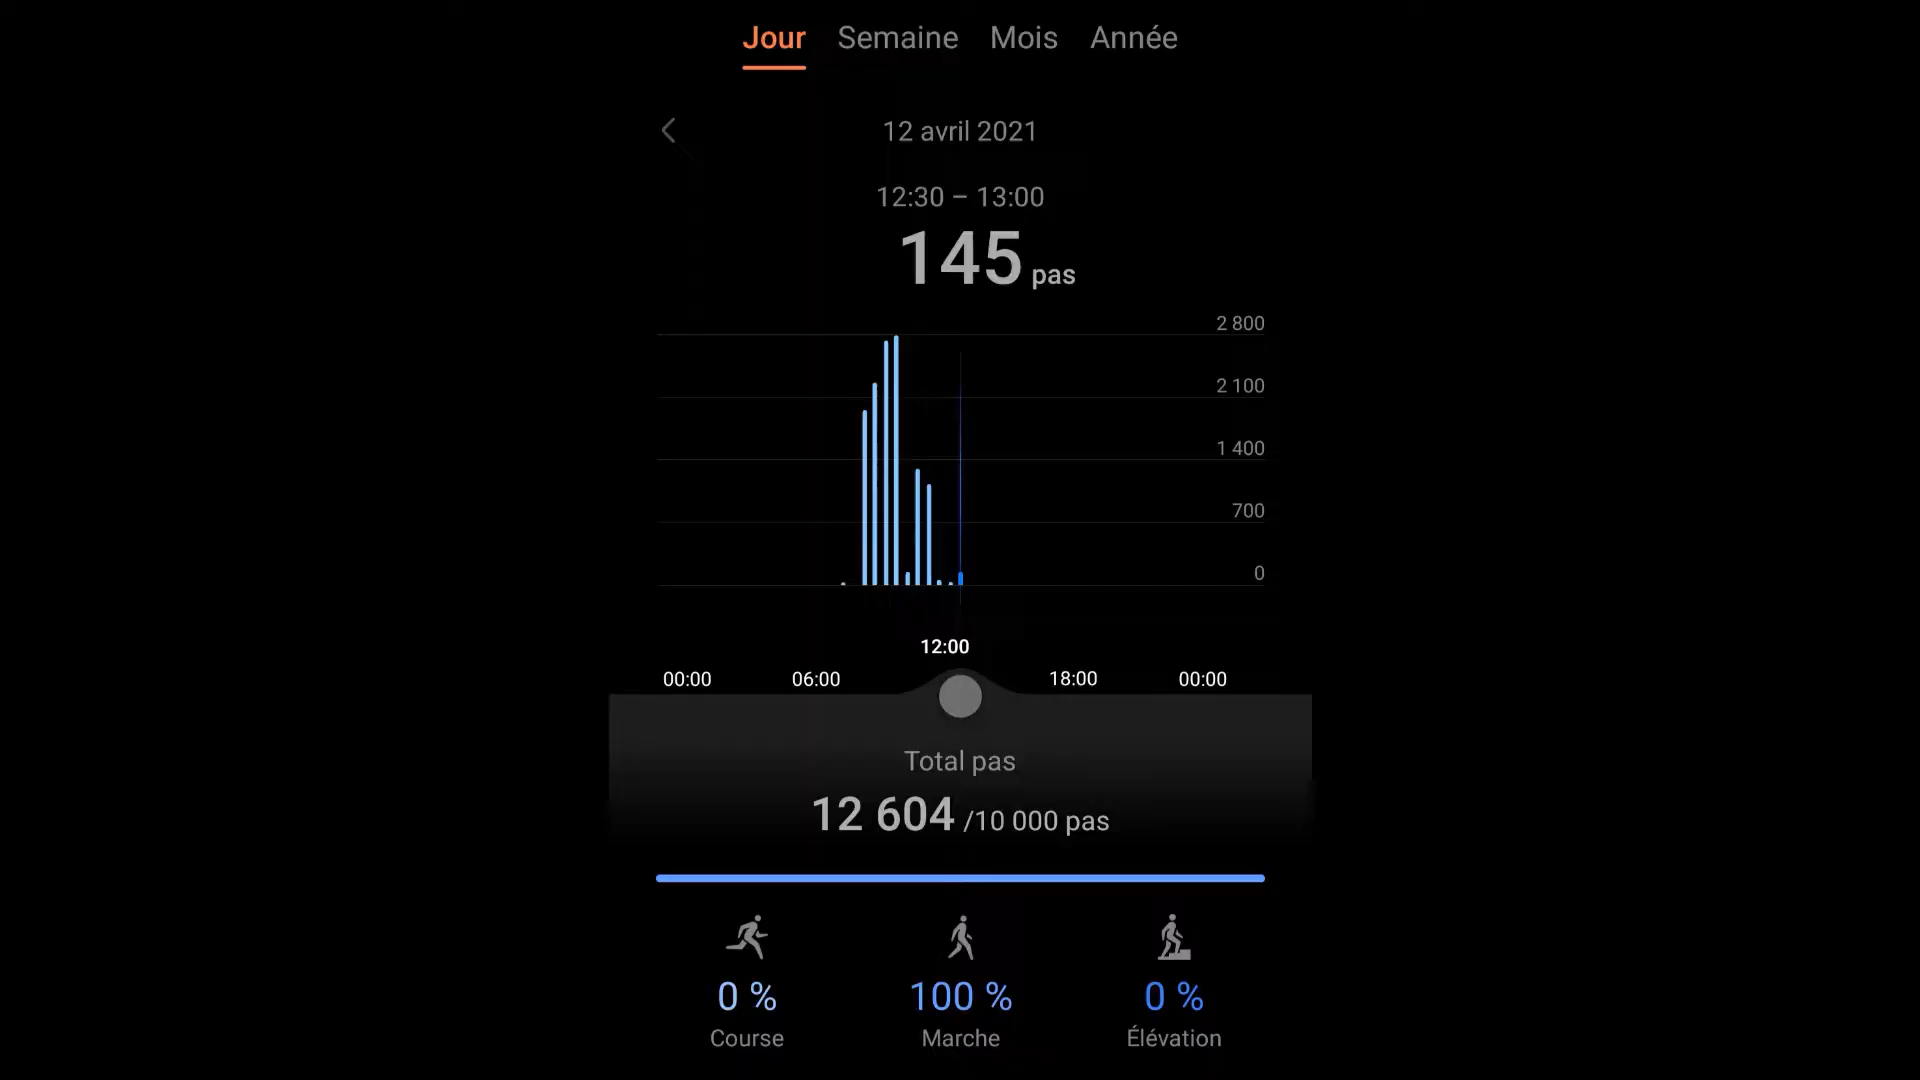 Jour Semaine Mois Année
12 avril 2021
12:30 – 13:00
145 pas
2 800
2 100
1 400
700
0
12:00
00:00 06:00 18:00 00:00
Total pas
12 604 /10 000 pas
0 % 100 % 0 %
Course Marche Élévation